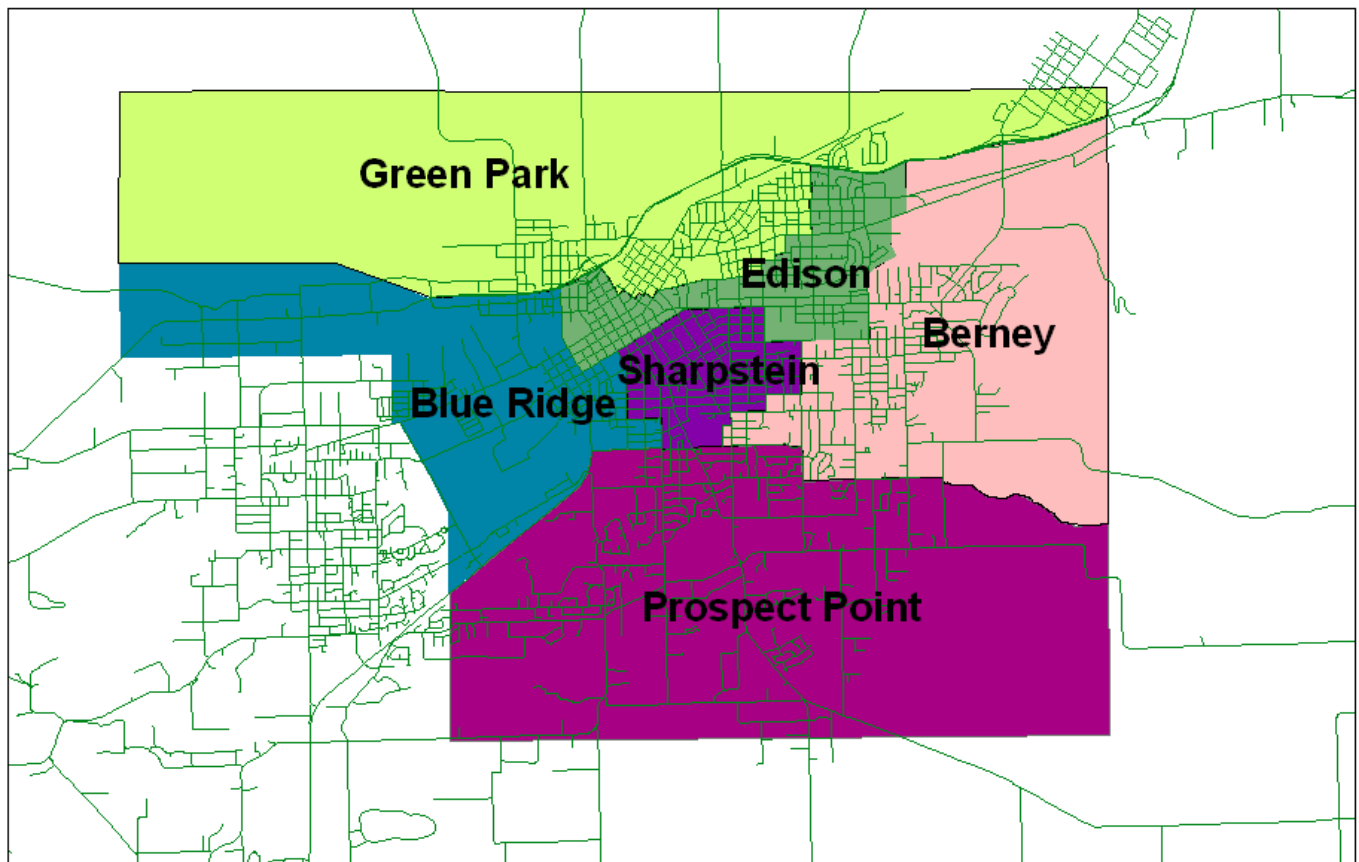 Green Park
Edison
Berney
Sharpstein
Blue Ridge
Prospect Point